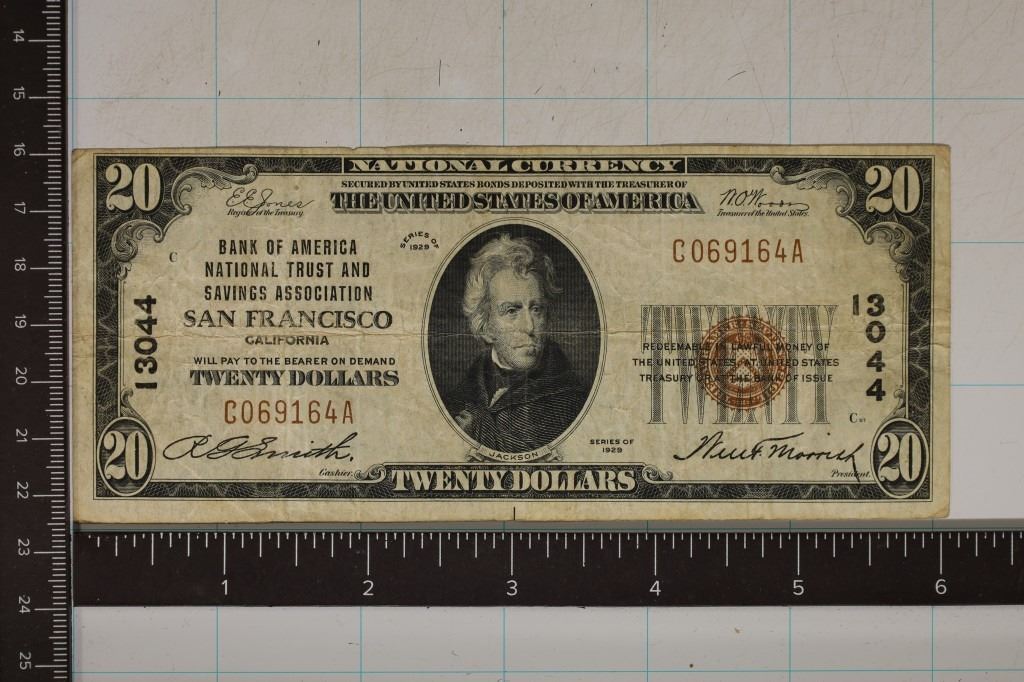 14
15
16
17
18
19
20
21
22
23
24
25
NATIONAL CURRENCY
SECURED BY UNITED STATES BONDS DEPOSITED WITH THE TREASURER OF
THE UNITED STATES OF AMERICA
20
20
E.E. Jones
Register of the Treasury.
W.O. Woods
Treasurer of the United States.
SERIES OF
1929
C
BANK OF AMERICA
NATIONAL TRUST AND
SAVINGS ASSOCIATION
SAN FRANCISCO
CALIFORNIA
WILL PAY TO THE BEARER ON DEMAND
TWENTY DOLLARS
C069164A
13044
C069164A
13044
TWENTY
REDEEMABLE IN LAWFUL MONEY OF
THE UNITED STATES AT UNITED STATES
TREASURY OR AT THE BANK OF ISSUE
C
SERIES OF
1929
20
Cashier.
JACKSON
Will F. Morrish
President.
20
TWENTY DOLLARS
1 2 3 4 5 6